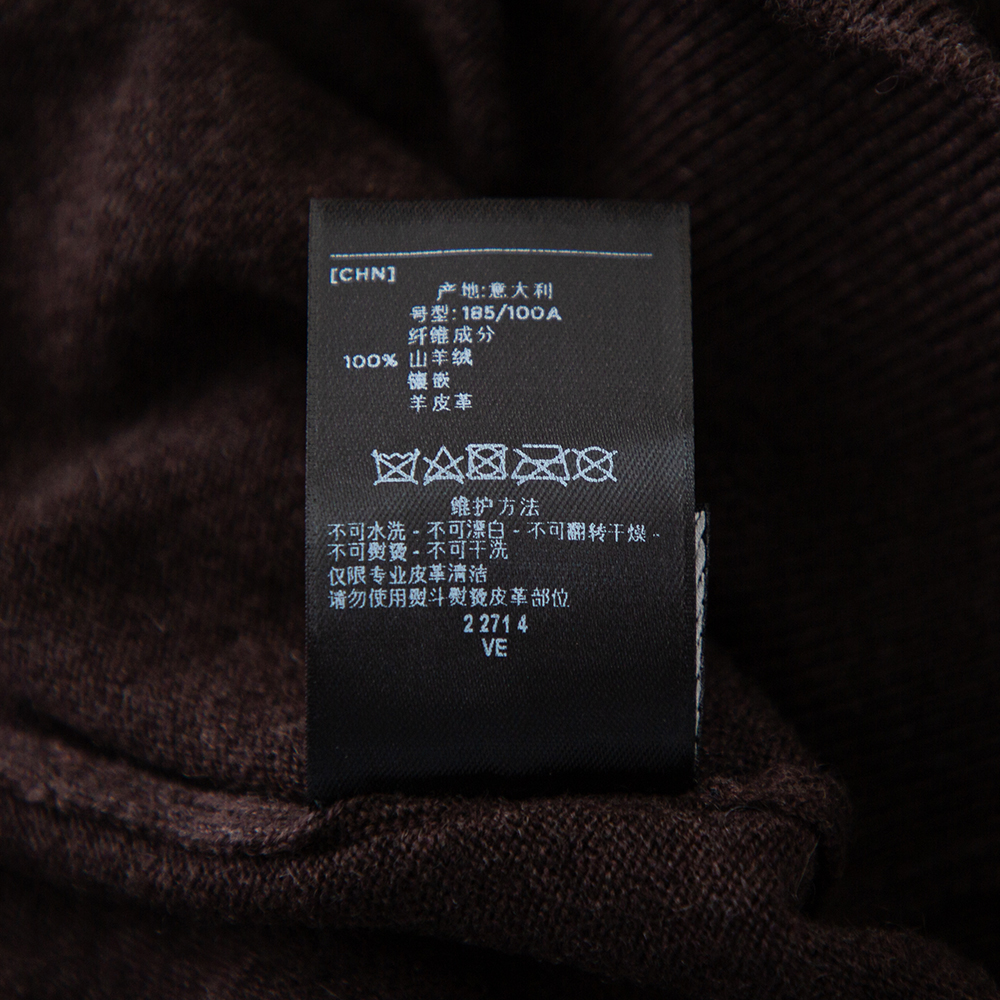 [CHN]
产地:意大利
号型: 185/100A
纤维成分
100% 山羊绒
镶嵌
羊皮革
维护方法
不可水洗 - 不可漂白 - 不可翻转干燥 -
不可熨烫 - 不可干洗
仅限专业皮革清洁
请勿使用熨斗熨烫皮革部位
2 271 4
VE